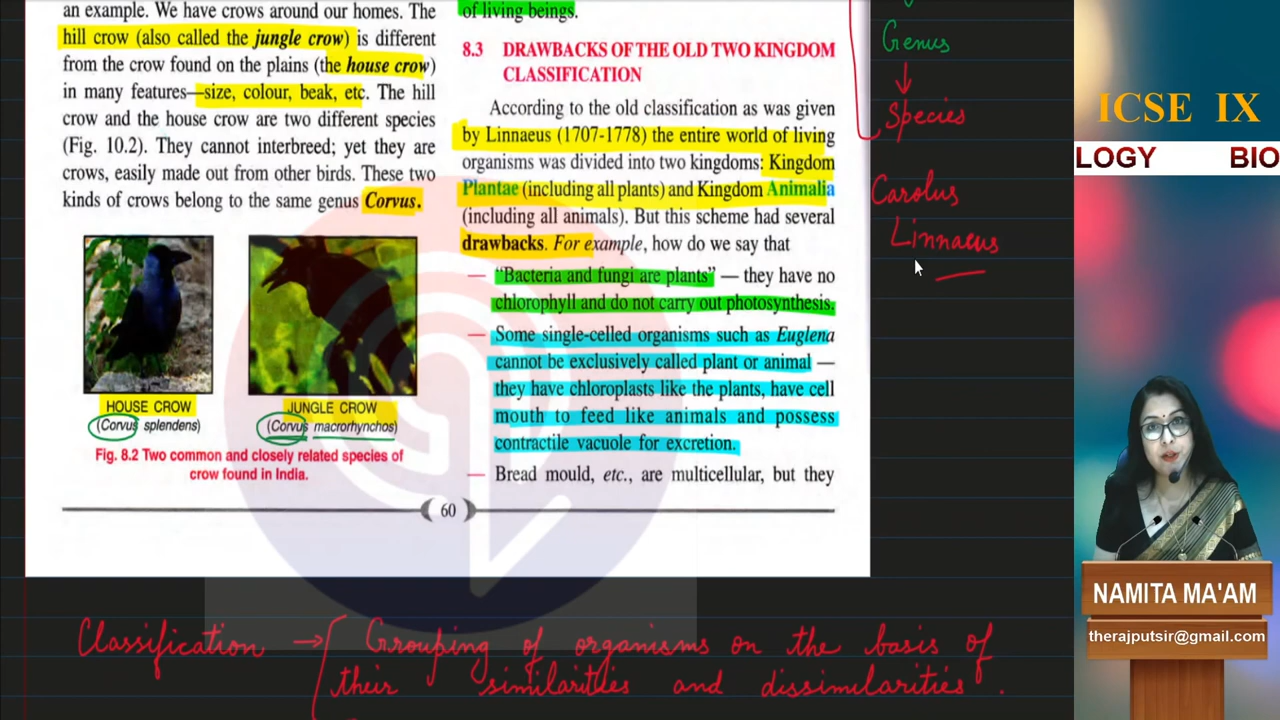 an example. We have crows around our homes. The
hill crow (also called the jungle crow) is different
from the crow found on the plains (the house crow)
in many features—size, colour, beak, etc. The hill
crow and the house crow are two different species
(Fig. 10.2). They cannot interbreed; yet they are
crows, easily made out from other birds. These two
kinds of crows belong to the same genus Corvus.
HOUSE CROW
(Corvus splendens)
JUNGLE CROW
(Corvus macrorhynchos)
Fig. 8.2 Two common and closely related species of
crow found in India.
of living beings.
8.3 DRAWBACKS OF THE OLD TWO KINGDOM
CLASSIFICATION
According to the old classification as was given
by Linnaeus (1707-1778) the entire world of living
organisms was divided into two kingdoms: Kingdom
Plantae (including all plants) and Kingdom Animalia
(including all animals). But this scheme had several
drawbacks. For example, how do we say that
— “Bacteria and fungi are plants” — they have no
chlorophyll and do not carry out photosynthesis.
— Some single-celled organisms such as Euglena
cannot be exclusively called plant or animal —
they have chloroplasts like the plants, have cell
mouth to feed like animals and possess
contractile vacuole for excretion.
— Bread mould, etc., are multicellular, but they
60
Genus
↓
Species
Carolus
Linnaeus
Classification → Grouping of organisms on the basis of
their similarities and dissimilarities.
ICSE IX
LOGY BIO
NAMITA MA'AM
therajputsir@gmail.com